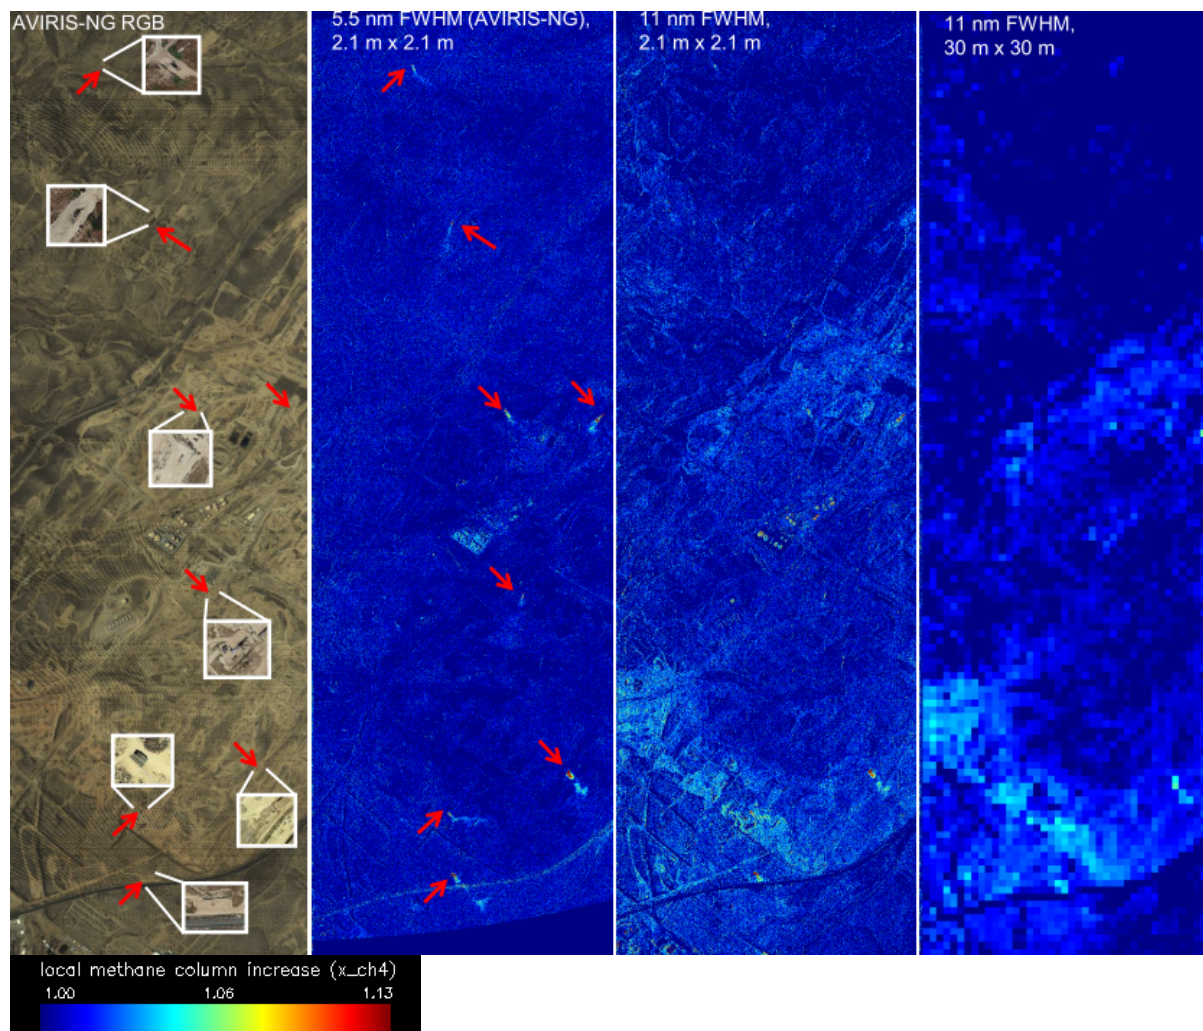 AVIRIS-NG RGB
5.5 nm FWHM (AVIRIS-NG),
2.1 m x 2.1 m
11 nm FWHM,
2.1 m x 2.1 m
11 nm FWHM,
30 m x 30 m
local methane column increase (x_ch4)
1.00 1.06 1.13